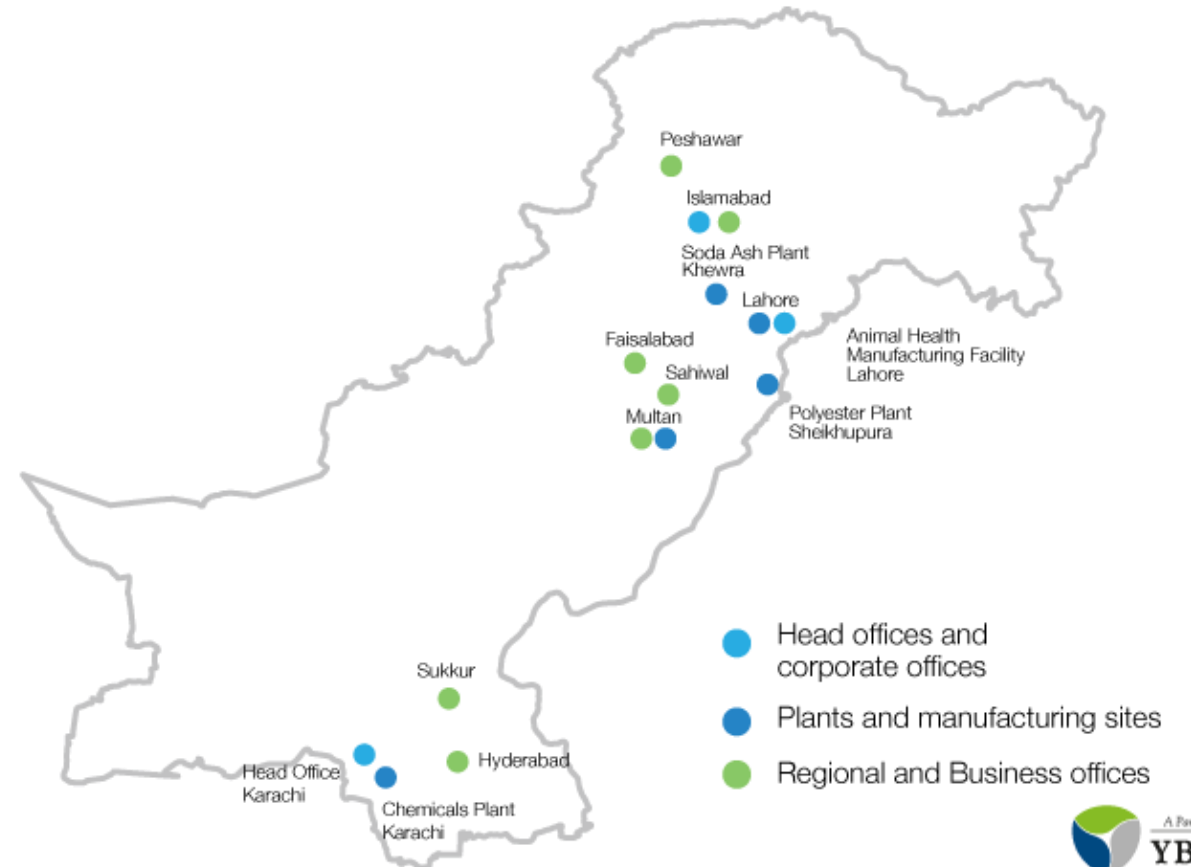 Peshawar
Islamabad
Soda Ash Plant
Khewra
Lahore
Animal Health
Manufacturing Facility
Lahore
Faisalabad
Sahiwal
Multan
Polyester Plant
Sheikhupura
Sukkur
Hyderabad
Head Office
Karachi
Chemicals Plant
Karachi
Head offices and
corporate offices
Plants and manufacturing sites
Regional and Business offices
A
YB